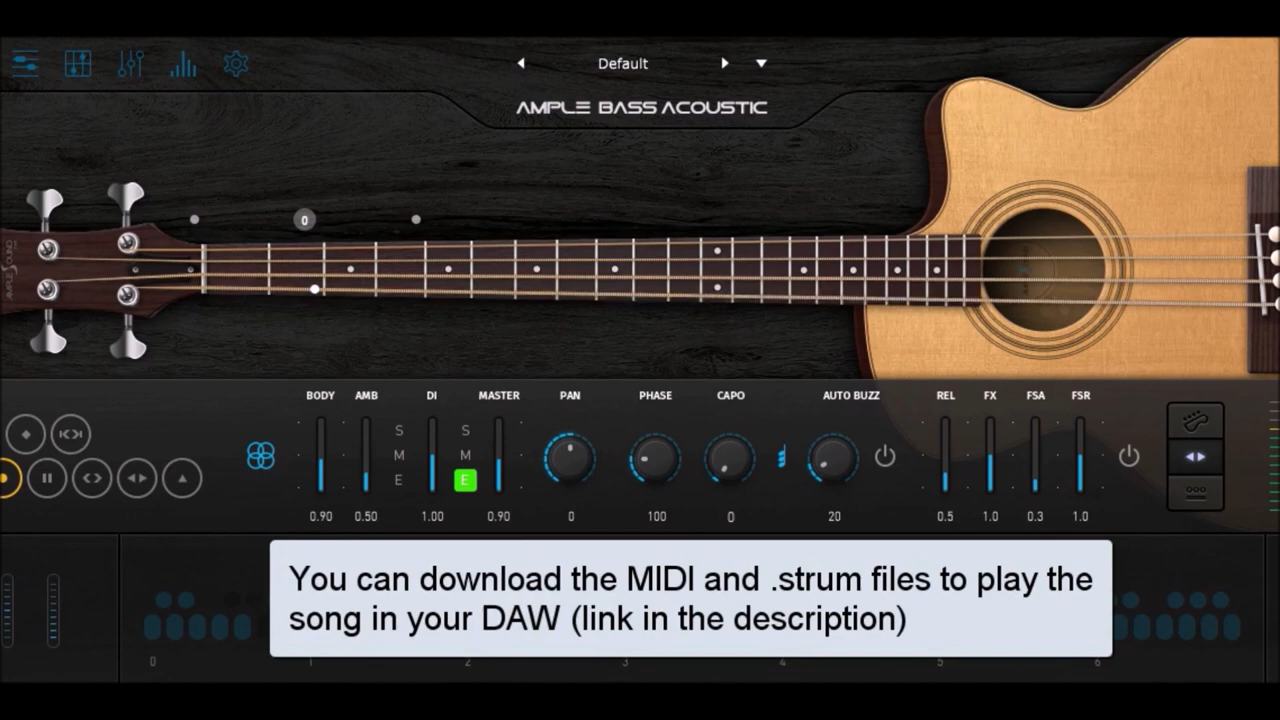 Default
AMPLE BASS ACOUSTIC
0
AMPLE SOUND
BODY AMB DI MASTER PAN PHASE CAPO AUTO BUZZ REL FX FSA FSR
S S
M M
E E
0.90 0.50 1.00 0.90 0 100 0 20 0.5 1.0 0.3 1.0
You can download the MIDI and .strum files to play the
song in your DAW (link in the description)
0 1 2 3 4 5 6